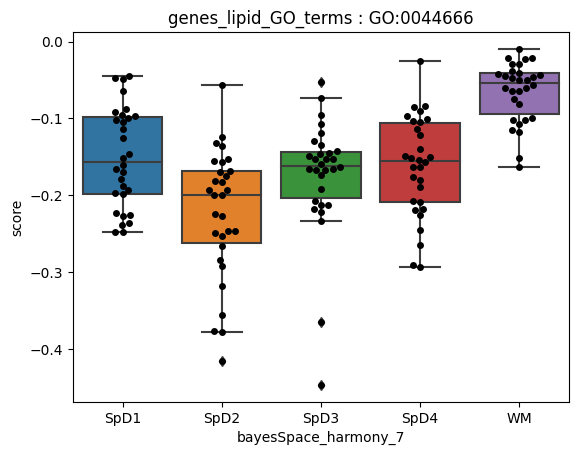 genes_lipid_GO_terms : GO:0044666
0.0
−0.1
−0.2
−0.3
−0.4
score
SpD1 SpD2 SpD3 SpD4 WM
bayesSpace_harmony_7